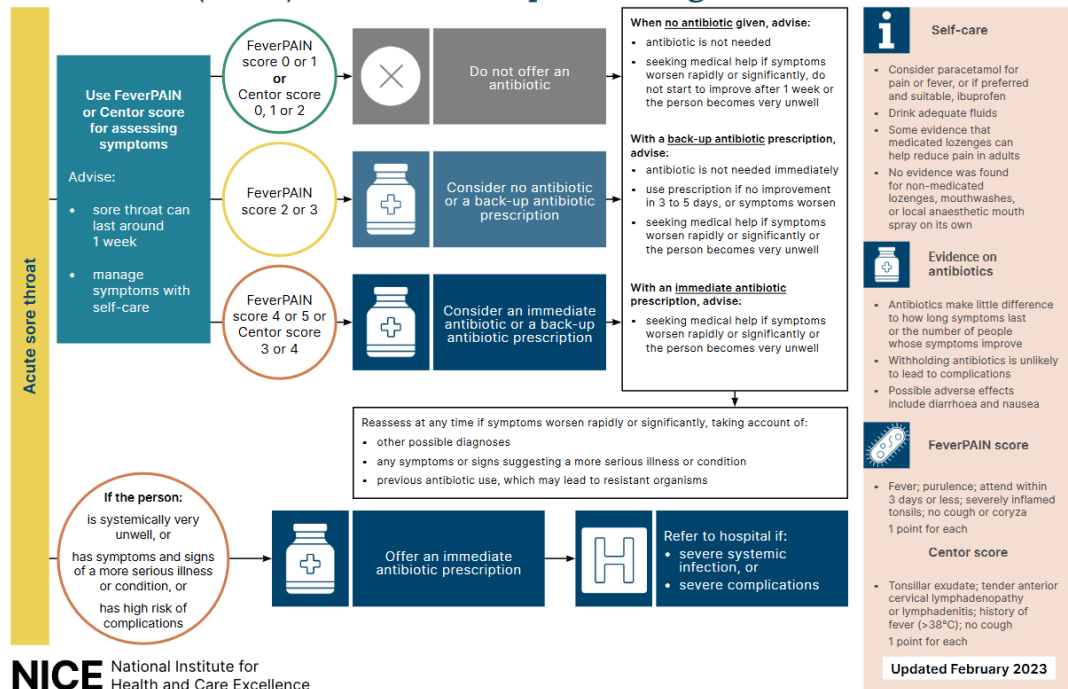 Acute sore throat
Use FeverPAIN
or Centor score
for assessing
symptoms
Advise:
• sore throat can
last around
1 week
• manage
symptoms with
self-care
FeverPAIN
score 0 or 1
or
Centor score
0, 1 or 2
Do not offer an
antibiotic
FeverPAIN
score 2 or 3
Consider no antibiotic
or a back-up antibiotic
prescription
FeverPAIN
score 4 or 5 or
Centor score
3 or 4
Consider an immediate
antibiotic or a back-up
antibiotic prescription
When no antibiotic given, advise:
• antibiotic is not needed
• seeking medical help if symptoms
worsen rapidly or significantly, do
not start to improve after 1 week or
the person becomes very unwell
With a back-up antibiotic prescription,
advise:
• antibiotic is not needed immediately
• use prescription if no improvement
in 3 to 5 days, or symptoms worsen
• seeking medical help if symptoms
worsen rapidly or significantly or
the person becomes very unwell
With an immediate antibiotic
prescription, advise:
• seeking medical help if symptoms
worsen rapidly or significantly or
the person becomes very unwell
Reassess at any time if symptoms worsen rapidly or significantly, taking account of:
• other possible diagnoses
• any symptoms or signs suggesting a more serious illness or condition
• previous antibiotic use, which may lead to resistant organisms
If the person:
is systemically very
unwell, or
has symptoms and signs
of a more serious illness
or condition, or
has high risk of
complications
Offer an immediate
antibiotic prescription
H
Refer to hospital if:
• severe systemic
infection, or
• severe complications
i
Self-care
• Consider paracetamol for
pain or fever, or if preferred
and suitable, ibuprofen
• Drink adequate fluids
• Some evidence that
medicated lozenges can
help reduce pain in adults
• No evidence was found
for non-medicated
lozenges, mouthwashes,
or local anaesthetic mouth
spray on its own
Evidence on
antibiotics
• Antibiotics make little difference
to how long symptoms last
or the number of people
whose symptoms improve
• Withholding antibiotics is unlikely
to lead to complications
• Possible adverse effects
include diarrhoea and nausea
FeverPAIN score
• Fever; purulence; attend within
3 days or less; severely inflamed
tonsils; no cough or coryza
1 point for each
Centor score
• Tonsillar exudate; tender anterior
cervical lymphadenopathy
or lymphadenitis; history of
fever (>38°C); no cough
1 point for each
Updated February 2023
NICE National Institute for
Health and Care Excellence